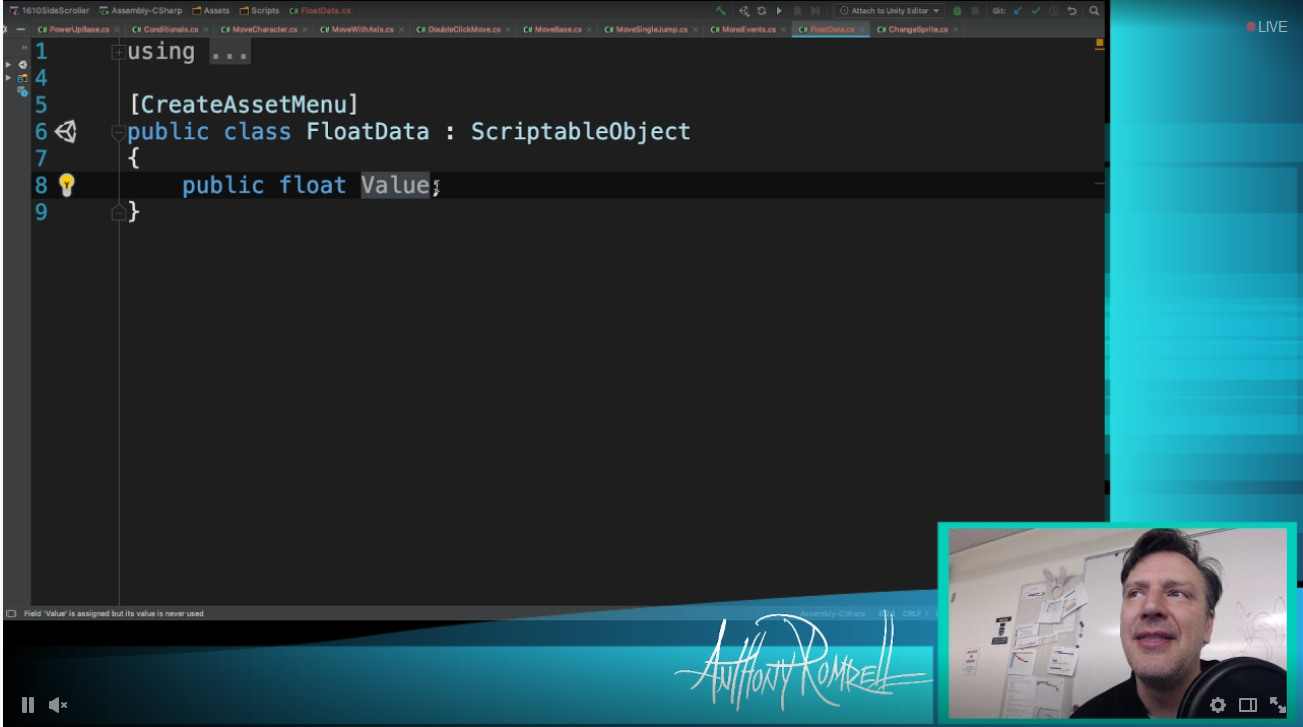 1610SideScroller Assembly-CSharp Assets Scripts C# FloatData.cs Attach to Unity Editor Git:
C# PowerUpBase.cs C# Conditionals.cs C# MoveCharacter.cs C# MoveWithAxis.cs C# DoubleClickMove.cs C# MoveBase.cs C# MoveSingleJump.cs C# MonoEvents.cs C# FloatData.cs C# ChangeSprite.cs
LIVE
1 using ...
4
5 [CreateAssetMenu]
6 public class FloatData : ScriptableObject
7 {
8 public float Value;
9 }
Field 'Value' is assigned but its value is never used
Assembly-CSharp CRLF
Anthony Romrell